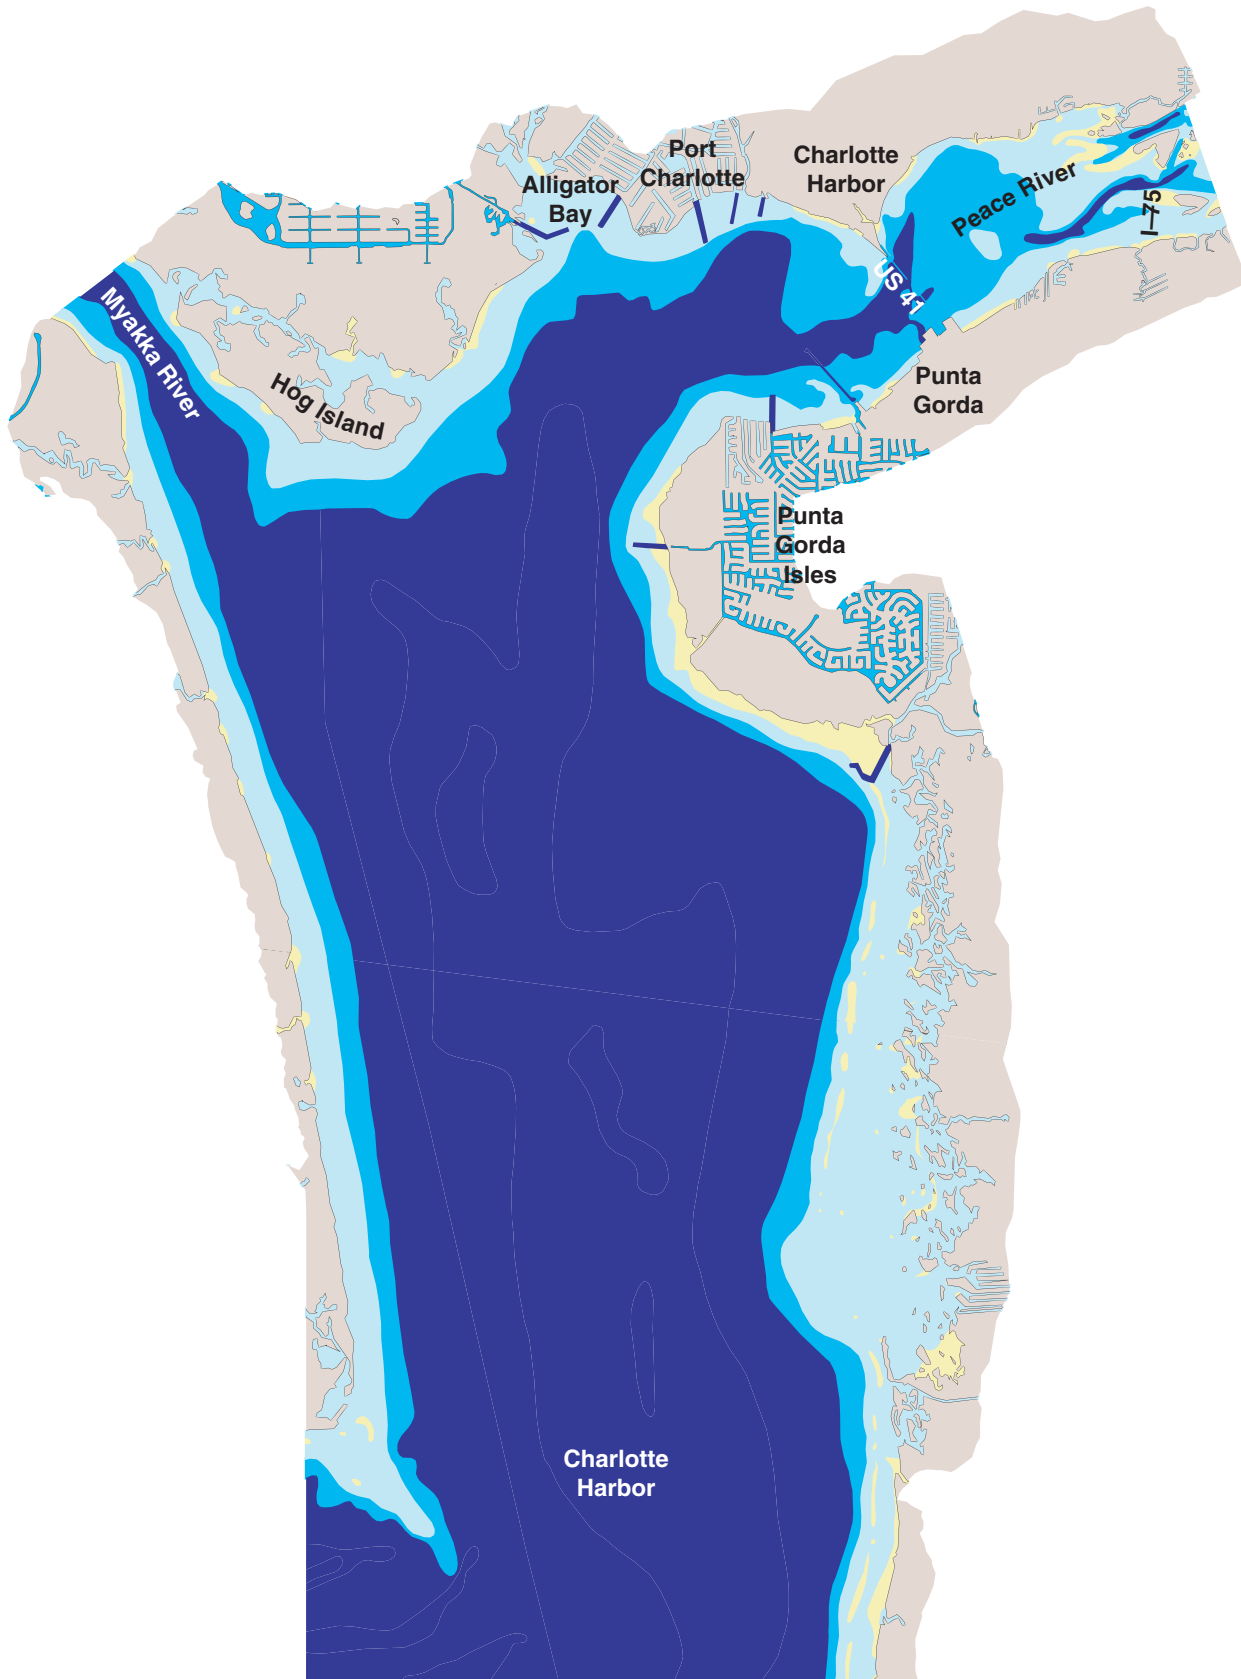 Port
Charlotte
Charlotte
Harbor
Alligator
Bay
Peace River
I-75
US 41
Myakka River
Hog Island
Punta
Gorda
Punta
Gorda
Isles
Charlotte
Harbor